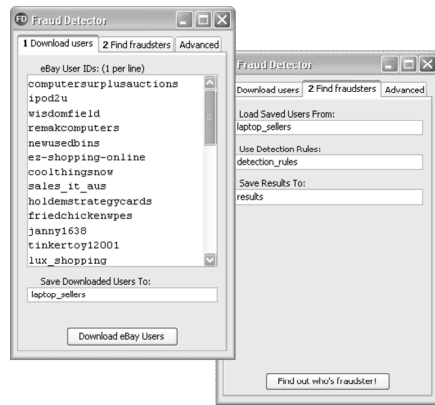 FD Fraud Detector
1 Download users 2 Find fraudsters Advanced
eBay User IDs: (1 per line)
computersurplusauctions
ipod2u
wisdomfield
remakcomputers
newusedbins
ez-shopping-online
coolthingsnow
sales_it_aus
holdemstrategycards
friedchickenwpes
janny1638
tinkertoy12001
lux_shopping
Save Downloaded Users To:
laptop_sellers
Download eBay Users
Fraud Detector
Download users 2 Find fraudsters Advanced
Load Saved Users From:
laptop_sellers
Use Detection Rules:
detection_rules
Save Results To:
results
Find out who's fraudster!